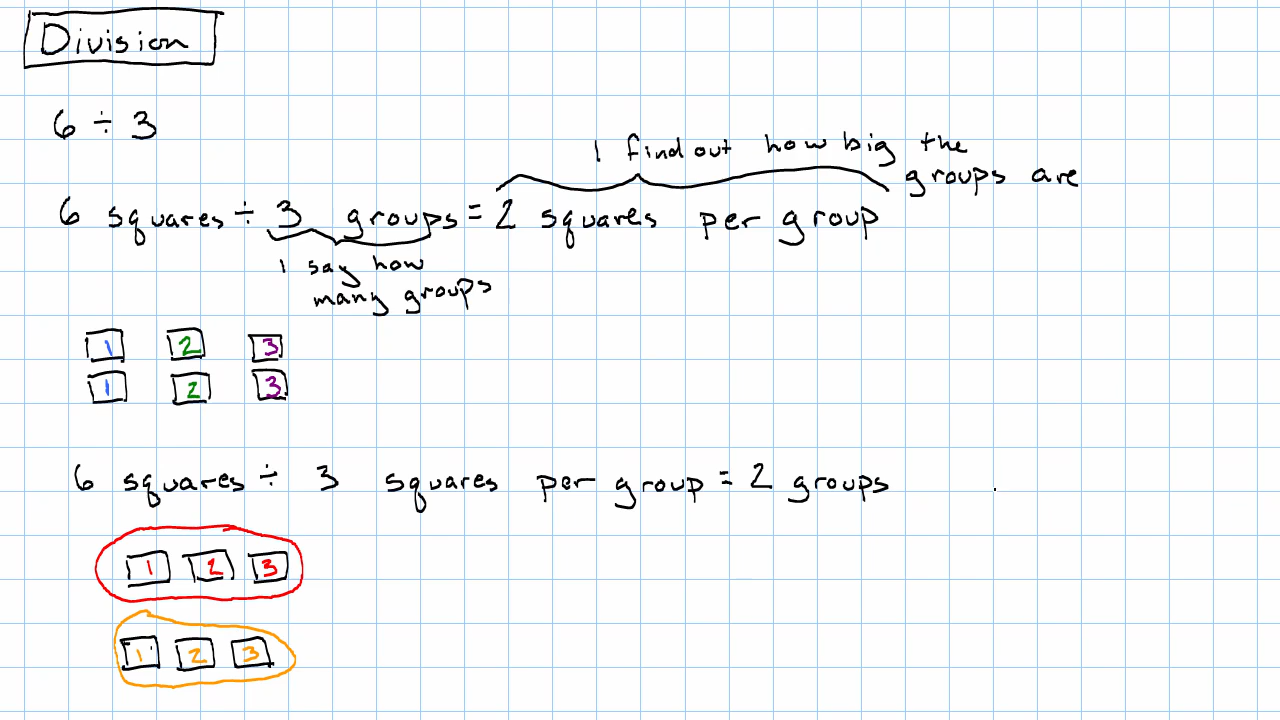 Division
6 ÷ 3
I find out how big the
groups are
6 squares ÷ 3 groups = 2 squares per group
I say how
many groups
1 2 3
1 2 3
6 squares ÷ 3 squares per group = 2 groups
1 2 3
1 2 3